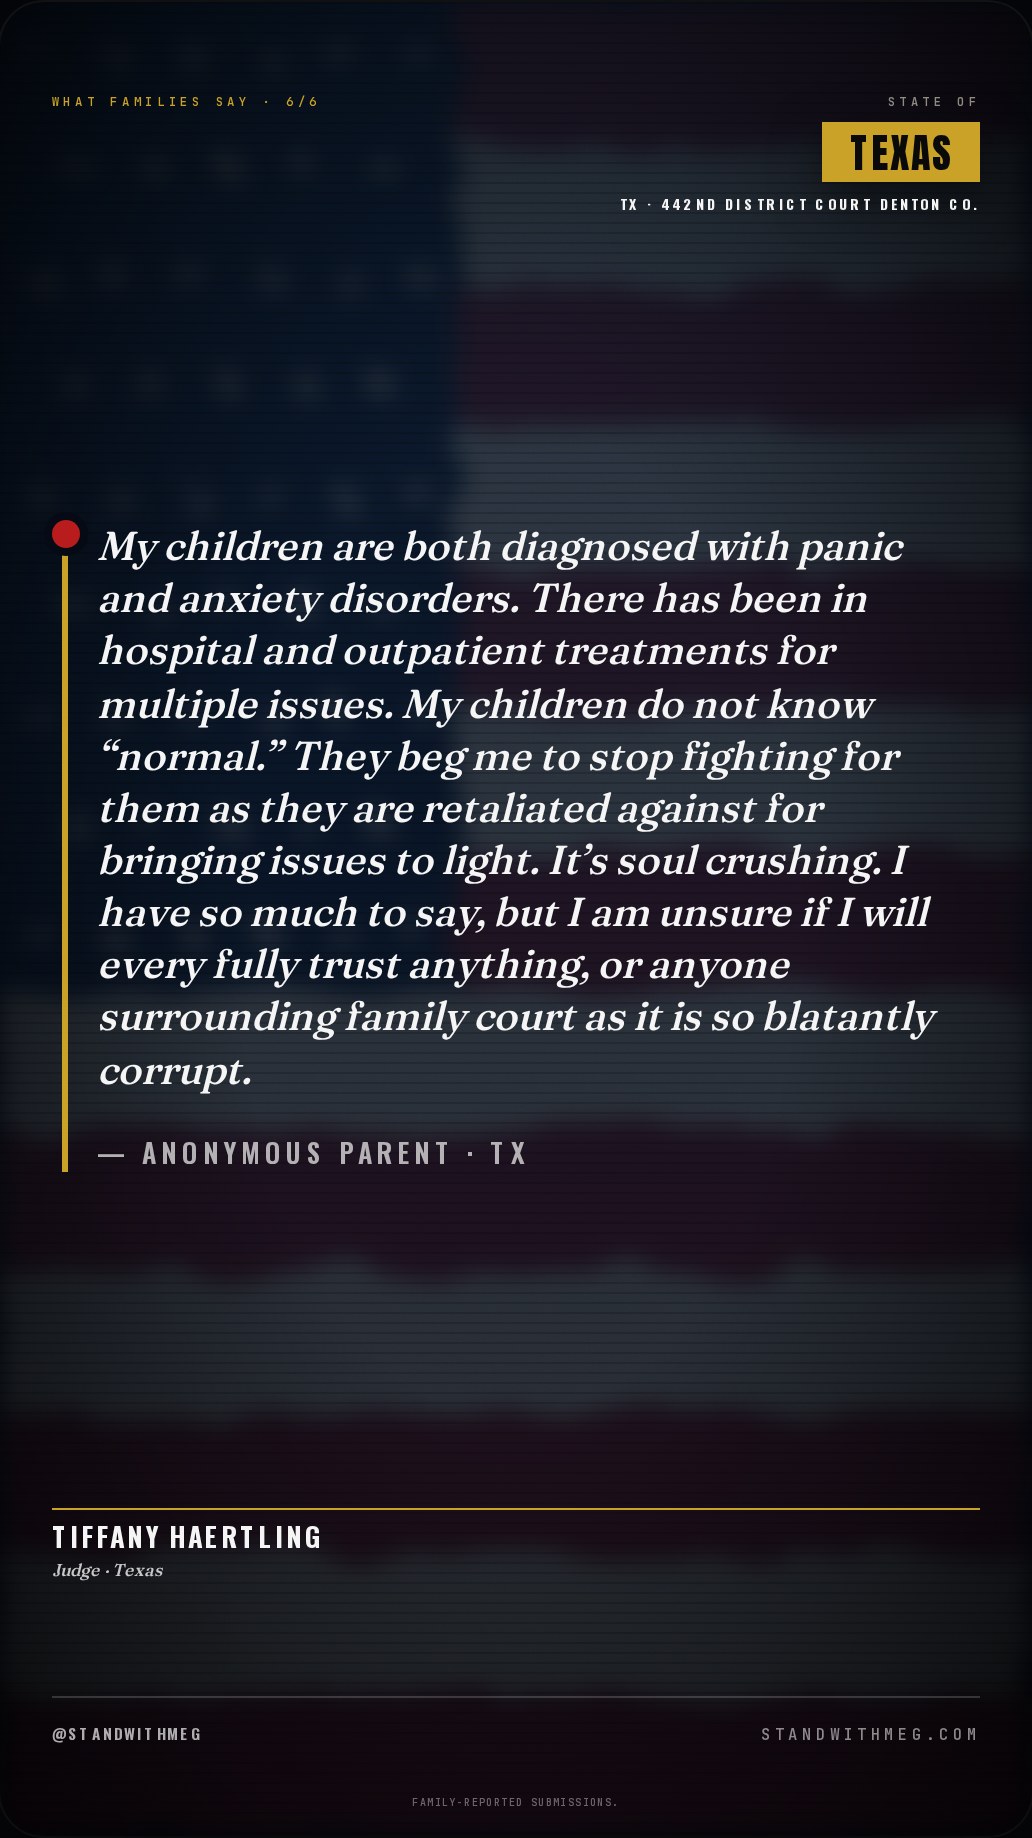 WHAT FAMILIES SAY · 6/6
STATE OF
TEXAS
TX · 442ND DISTRICT COURT DENTON CO.
My children are both diagnosed with panic
and anxiety disorders. There has been in
hospital and outpatient treatments for
multiple issues. My children do not know
“normal.” They beg me to stop fighting for
them as they are retaliated against for
bringing issues to light. It’s soul crushing. I
have so much to say, but I am unsure if I will
every fully trust anything, or anyone
surrounding family court as it is so blatantly
corrupt.
— ANONYMOUS PARENT · TX
TIFFANY HAERTLING
Judge · Texas
@STANDWITHMEG
STANDWITHMEG.COM
FAMILY-REPORTED SUBMISSIONS.